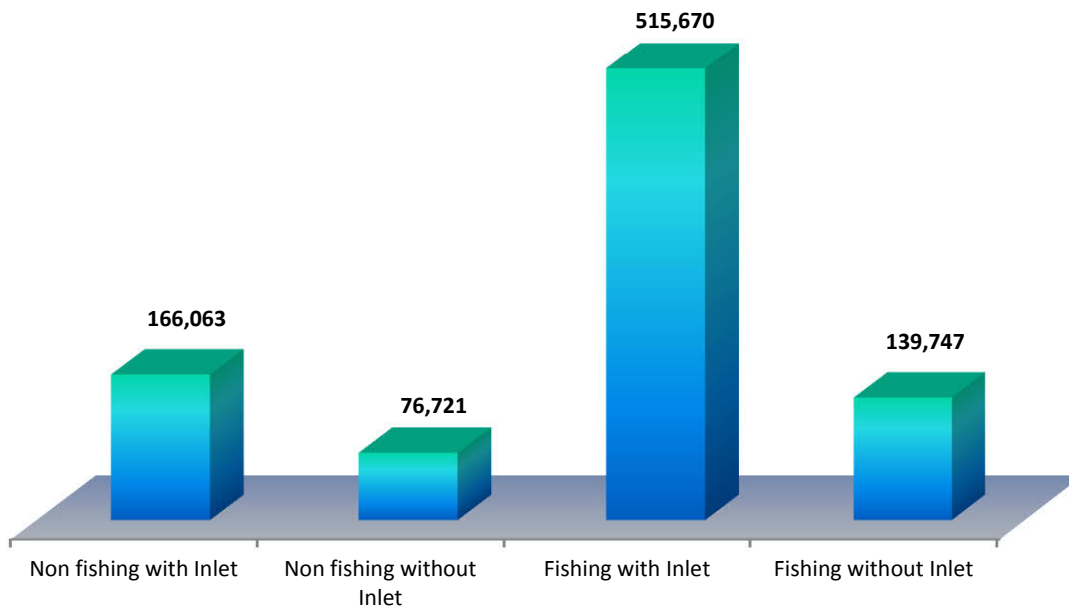 515,670
166,063
139,747
76,721
Non fishing with Inlet
Non fishing without
Inlet
Fishing with Inlet
Fishing without Inlet